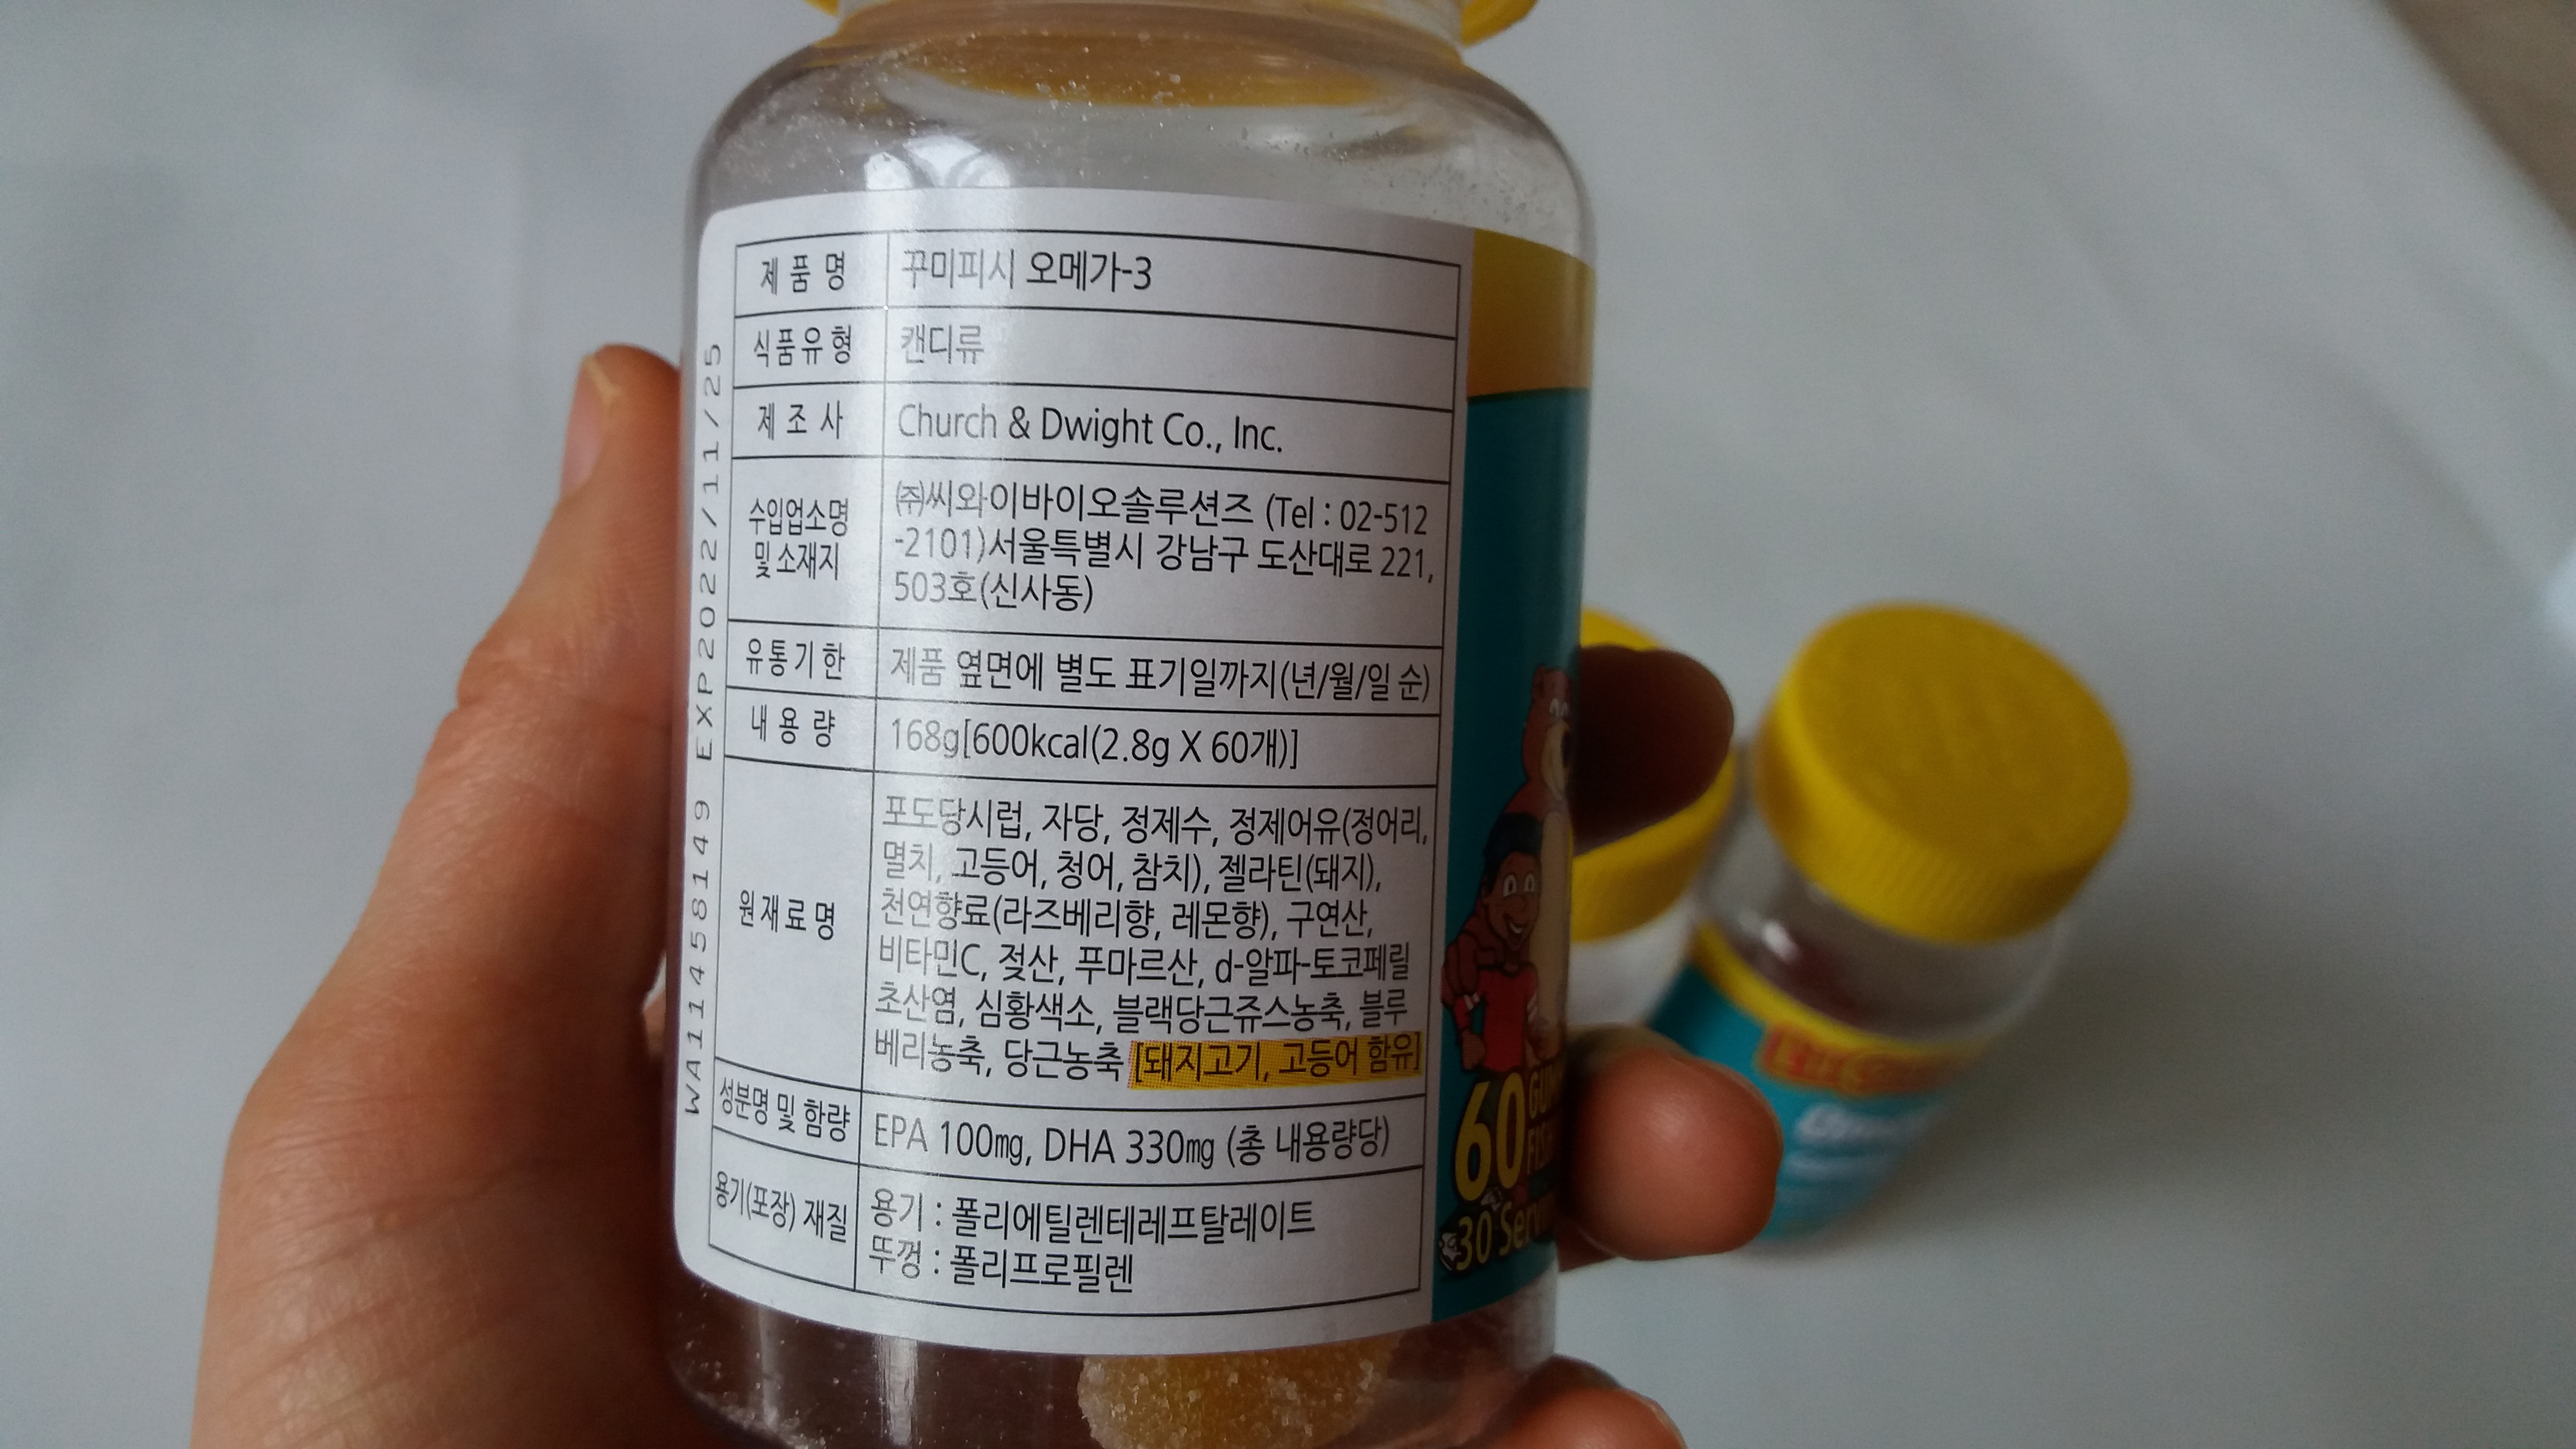 제 품 명 꾸미피시 오메가-3
식품유형 캔디류
제 조 사 Church & Dwight Co., Inc.
수입업소명 및 소재지 ㈜씨와이바이오솔루션즈 (Tel : 02-512
-2101)서울특별시 강남구 도산대로 221,
503호(신사동)
유통기한 제품 옆면에 별도 표기일까지(년/월/일 순)
내 용 량 168g[600kcal(2.8g X 60개)]
원재료명 포도당시럽, 자당, 정제수, 정제어유(정어리,
멸치, 고등어, 청어, 참치), 젤라틴(돼지),
천연향료(라즈베리향, 레몬향), 구연산,
비타민C, 젖산, 푸마르산, d-알파-토코페릴
초산염, 심황색소, 블랙당근쥬스농축, 블루
베리농축, 당근농축 [돼지고기, 고등어 함유]
성분명 및 함량 EPA 100㎎, DHA 330㎎ (총 내용량당)
용기(포장) 재질 용기 : 폴리에틸렌테레프탈레이트
뚜껑 : 폴리프로필렌
WA11458149 EXP2022/11/25
60
30